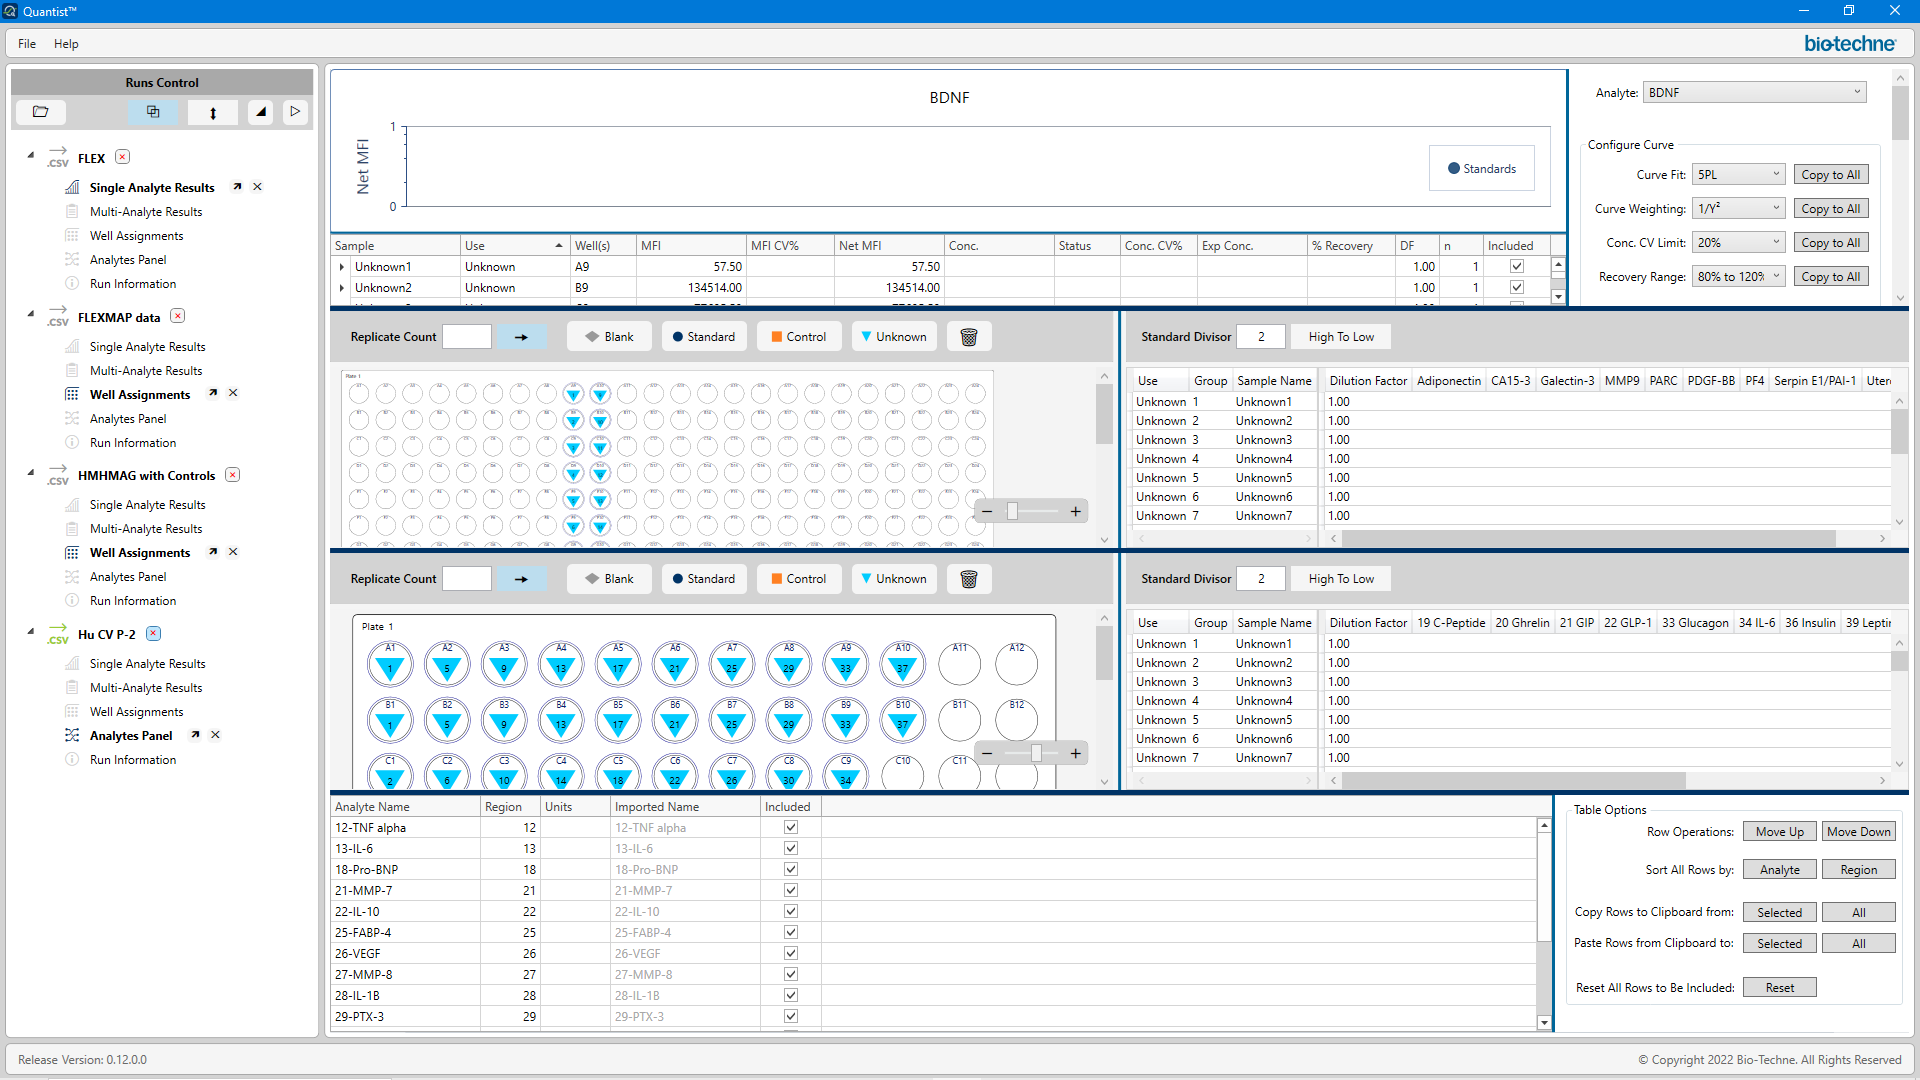 Quantist™
File Help
bio-techne
Runs Control
FLEX
Single Analyte Results
Multi-Analyte Results
Well Assignments
Analytes Panel
Run Information
FLEXMAP data
Single Analyte Results
Multi-Analyte Results
Well Assignments
Analytes Panel
Run Information
HMHMAG with Controls
Single Analyte Results
Multi-Analyte Results
Well Assignments
Analytes Panel
Run Information
Hu CV P-2
Single Analyte Results
Multi-Analyte Results
Well Assignments
Analytes Panel
Run Information
BDNF
Net MFI
1
0
Standards
Sample Use Well(s) MFI MFI CV% Net MFI Conc. Status Conc. CV% Exp Conc. % Recovery DF n Included
Unknown1 Unknown A9 57.50 57.50 1.00 1
Unknown2 Unknown B9 134514.00 134514.00 1.00 1
Analyte: BDNF
Configure Curve
Curve Fit: 5PL Copy to All
Curve Weighting: 1/Y² Copy to All
Conc. CV Limit: 20% Copy to All
Recovery Range: 80% to 120% Copy to All
Replicate Count Blank Standard Control Unknown
Plate 1
Standard Divisor 2 High To Low
Use Group Sample Name Dilution Factor Adiponectin CA15-3 Galectin-3 MMP9 PARC PDGF-BB PF4 Serpin E1/PAI-1 Uter
Unknown 1 Unknown1 1.00
Unknown 2 Unknown2 1.00
Unknown 3 Unknown3 1.00
Unknown 4 Unknown4 1.00
Unknown 5 Unknown5 1.00
Unknown 6 Unknown6 1.00
Unknown 7 Unknown7 1.00
Replicate Count Blank Standard Control Unknown
Plate 1
A1 A2 A3 A4 A5 A6 A7 A8 A9 A10 A11 A12
1 5 9 13 17 21 25 29 33 37
B1 B2 B3 B4 B5 B6 B7 B8 B9 B10 B11 B12
1 5 9 13 17 21 25 29 33 37
C1 C2 C3 C4 C5 C6 C7 C8 C9 C10 C11
2 6 10 14 18 22 26 30 34
Standard Divisor 2 High To Low
Use Group Sample Name Dilution Factor 19 C-Peptide 20 Ghrelin 21 GIP 22 GLP-1 33 Glucagon 34 IL-6 36 Insulin 39 Leptin
Unknown 1 Unknown1 1.00
Unknown 2 Unknown2 1.00
Unknown 3 Unknown3 1.00
Unknown 4 Unknown4 1.00
Unknown 5 Unknown5 1.00
Unknown 6 Unknown6 1.00
Unknown 7 Unknown7 1.00
Analyte Name Region Units Imported Name Included
12-TNF alpha 12 12-TNF alpha
13-IL-6 13 13-IL-6
18-Pro-BNP 18 18-Pro-BNP
21-MMP-7 21 21-MMP-7
22-IL-10 22 22-IL-10
25-FABP-4 25 25-FABP-4
26-VEGF 26 26-VEGF
27-MMP-8 27 27-MMP-8
28-IL-1B 28 28-IL-1B
29-PTX-3 29 29-PTX-3
Table Options
Row Operations: Move Up Move Down
Sort All Rows by: Analyte Region
Copy Rows to Clipboard from: Selected All
Paste Rows from Clipboard to: Selected All
Reset All Rows to Be Included: Reset
Release Version: 0.12.0.0
© Copyright 2022 Bio-Techne. All Rights Reserved